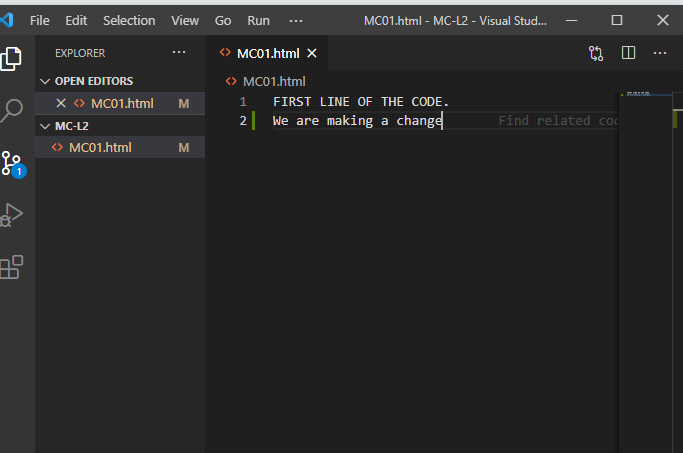 File Edit Selection View Go Run ··· MC01.html - MC-L2 - Visual Stud...
EXPLORER ···
MC01.html
OPEN EDITORS
MC01.html M
MC-L2
MC01.html M
MC01.html
1 FIRST LINE OF THE CODE.
2 We are making a change Find related
1